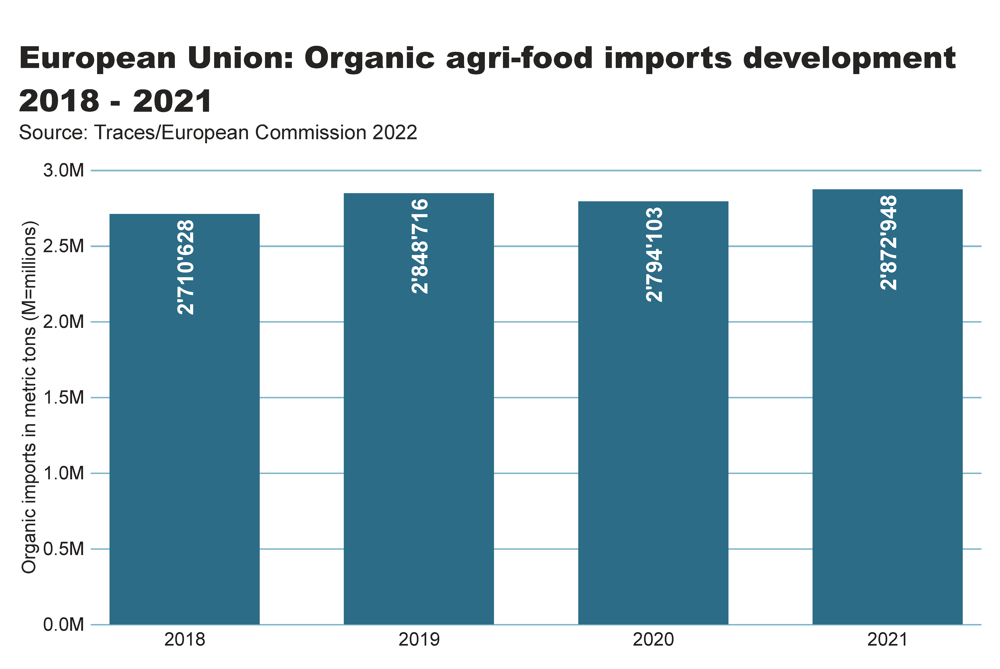 European Union: Organic agri-food imports development
2018 - 2021
Source: Traces/European Commission 2022
Organic imports in metric tons (M=millions)
3.0M
2.5M
2.0M
1.5M
1.0M
0.5M
0.0M
2'710'628
2'848'716
2'794'103
2'872'948
2018
2019
2020
2021